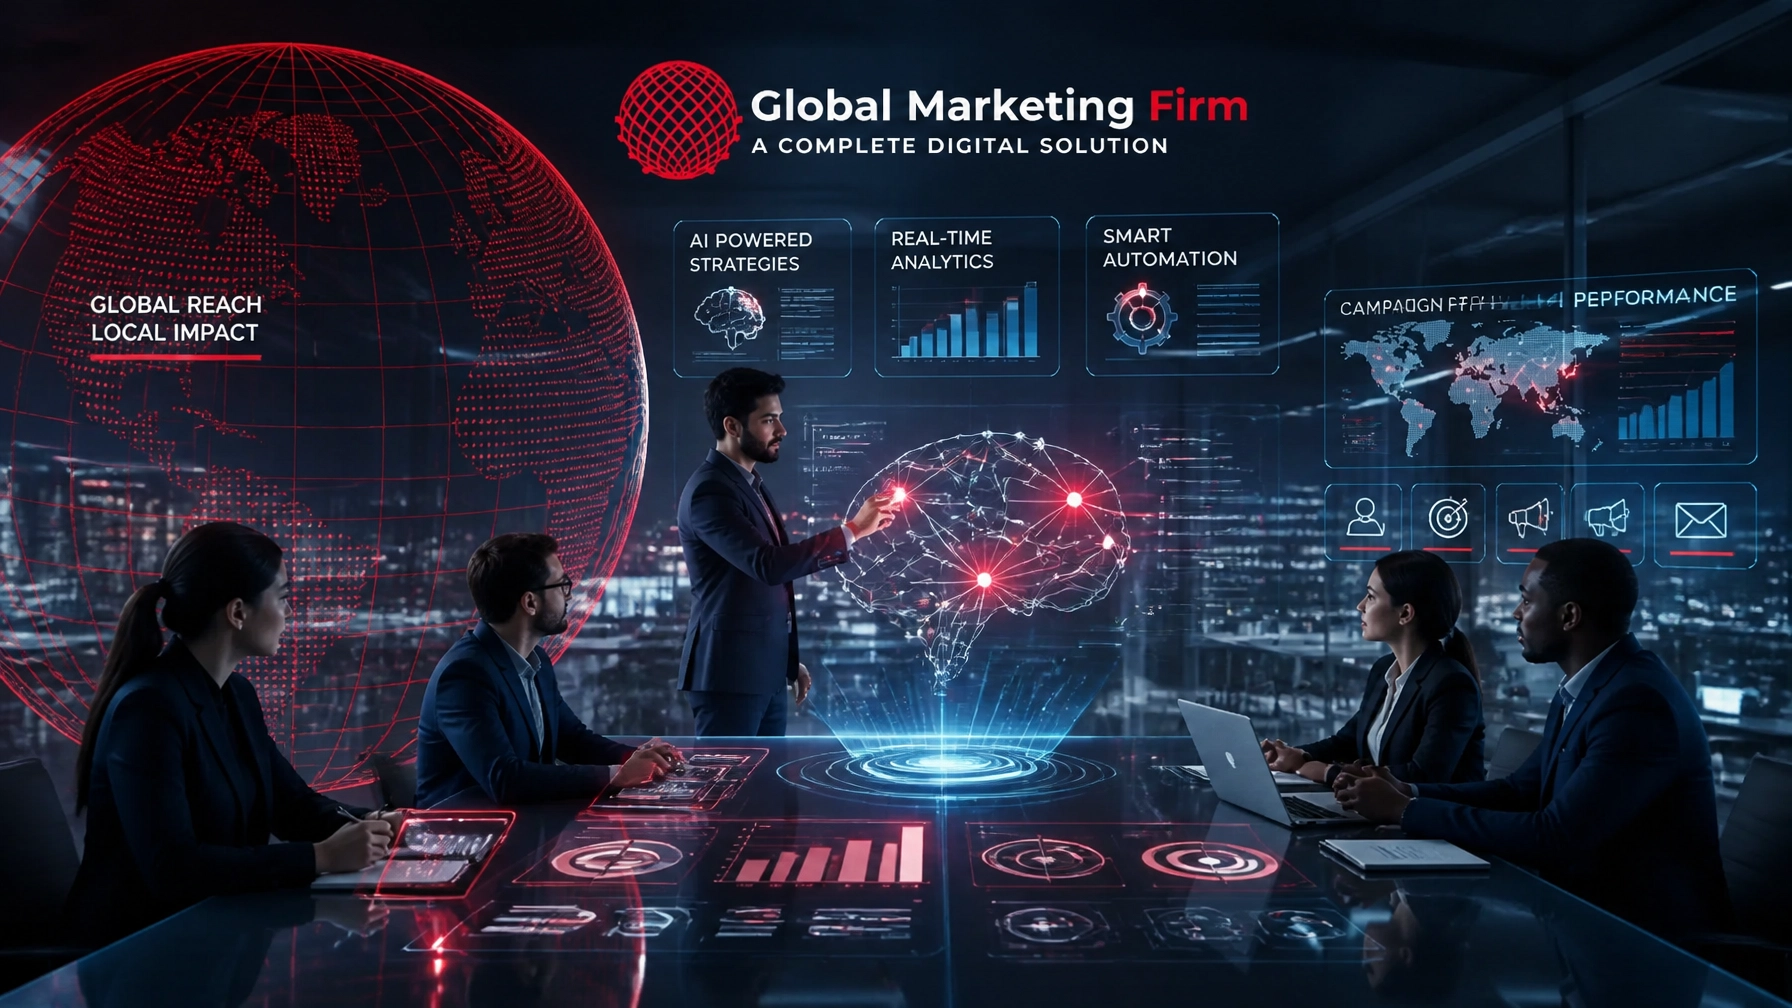 Global Marketing Firm
A COMPLETE DIGITAL SOLUTION
GLOBAL REACH
LOCAL IMPACT
AI POWERED
STRATEGIES
REAL-TIME
ANALYTICS
SMART
AUTOMATION
PEPFORMANCE